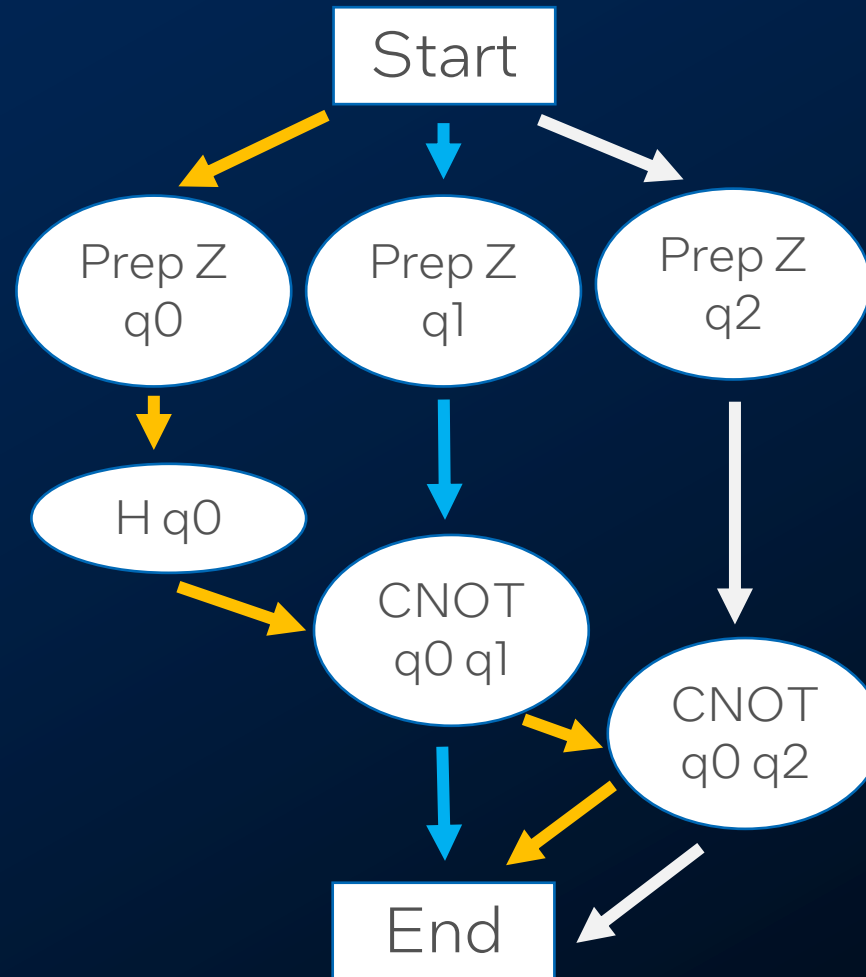 Start
Prep Z
q0
Prep Z
q1
Prep Z
q2
H q0
CNOT
q0 q1
CNOT
q0 q2
End